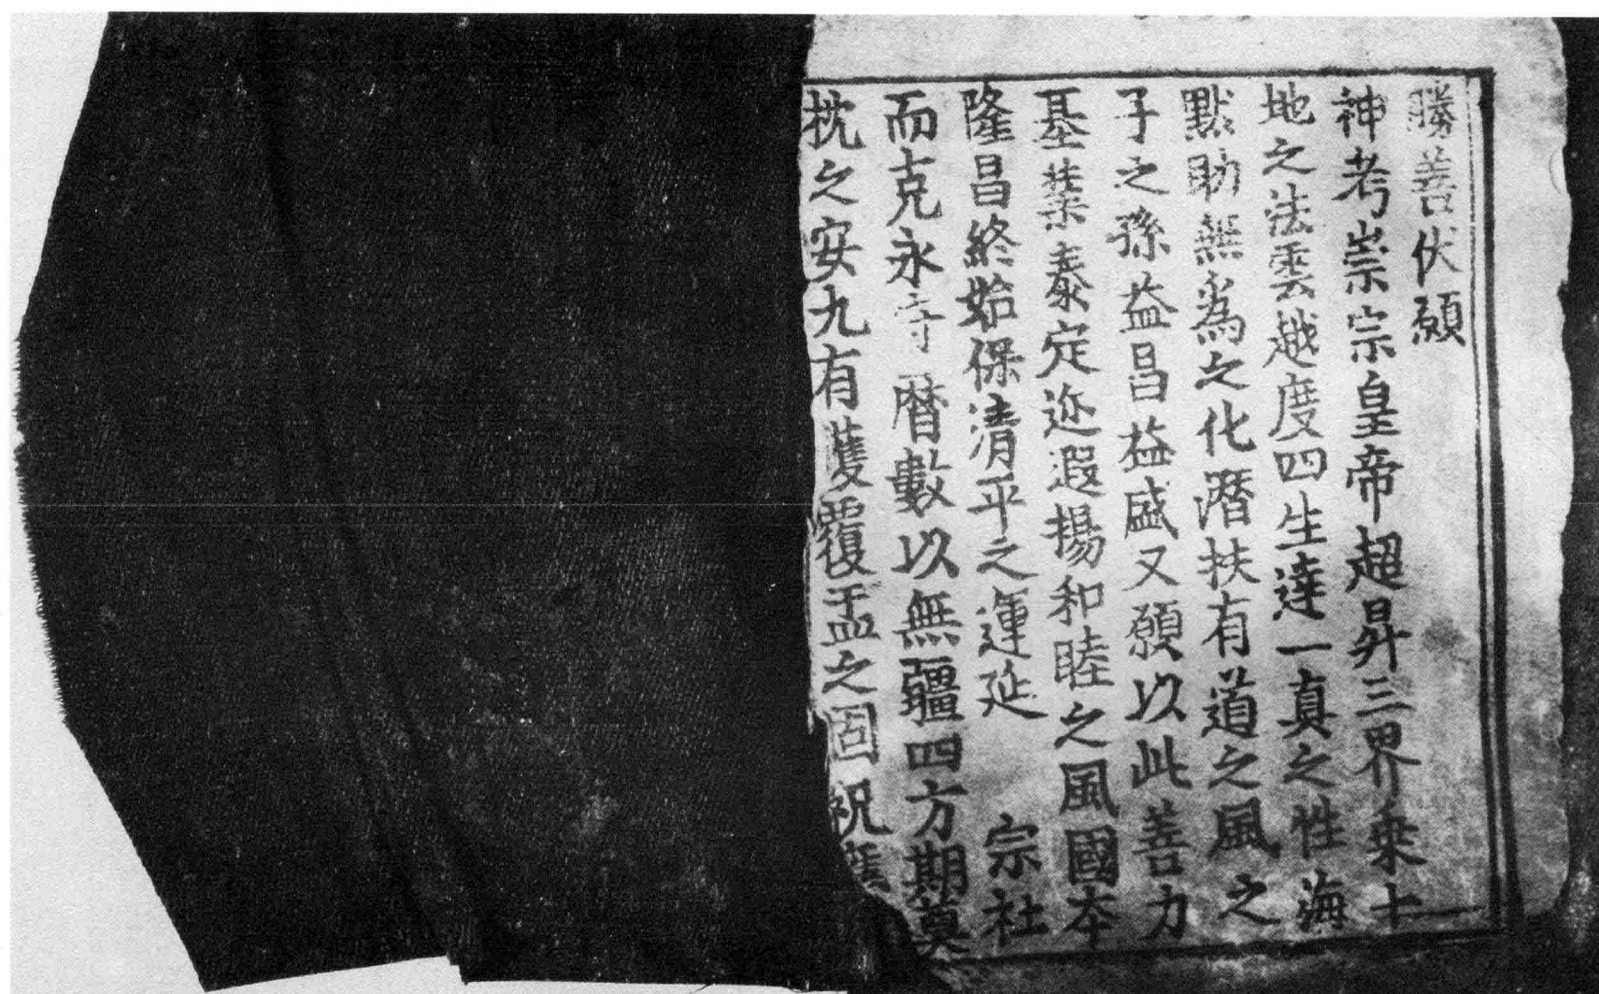 勝善伏願
神考崇宗皇帝超昇三界乗十
地之法雲越度四生達一真之性海
默助無為之化潛扶有道之風之
子之孫益昌益盛又願以此善力
基業泰定迩遐揚和睦之風國本
隆昌終始保清平之運延 宗社
而克永守曆數以無疆四方期奠
枕之安九有獲覆盂之固祝